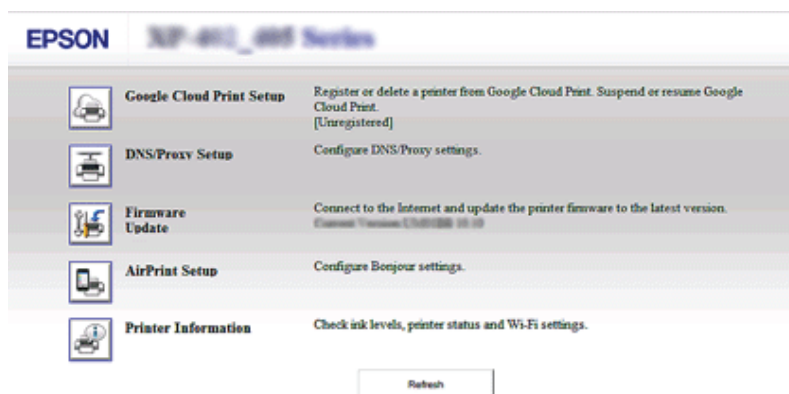 EPSON
Series
Google Cloud Print Setup
Register or delete a printer from Google Cloud Print. Suspend or resume Google
Cloud Print.
[Unregistered]
DNS/Proxy Setup
Configure DNS/Proxy settings.
Firmware
Update
Connect to the Internet and update the printer firmware to the latest version.
AirPrint Setup
Configure Bonjour settings.
Printer Information
Check ink levels, printer status and Wi-Fi settings.
Refresh